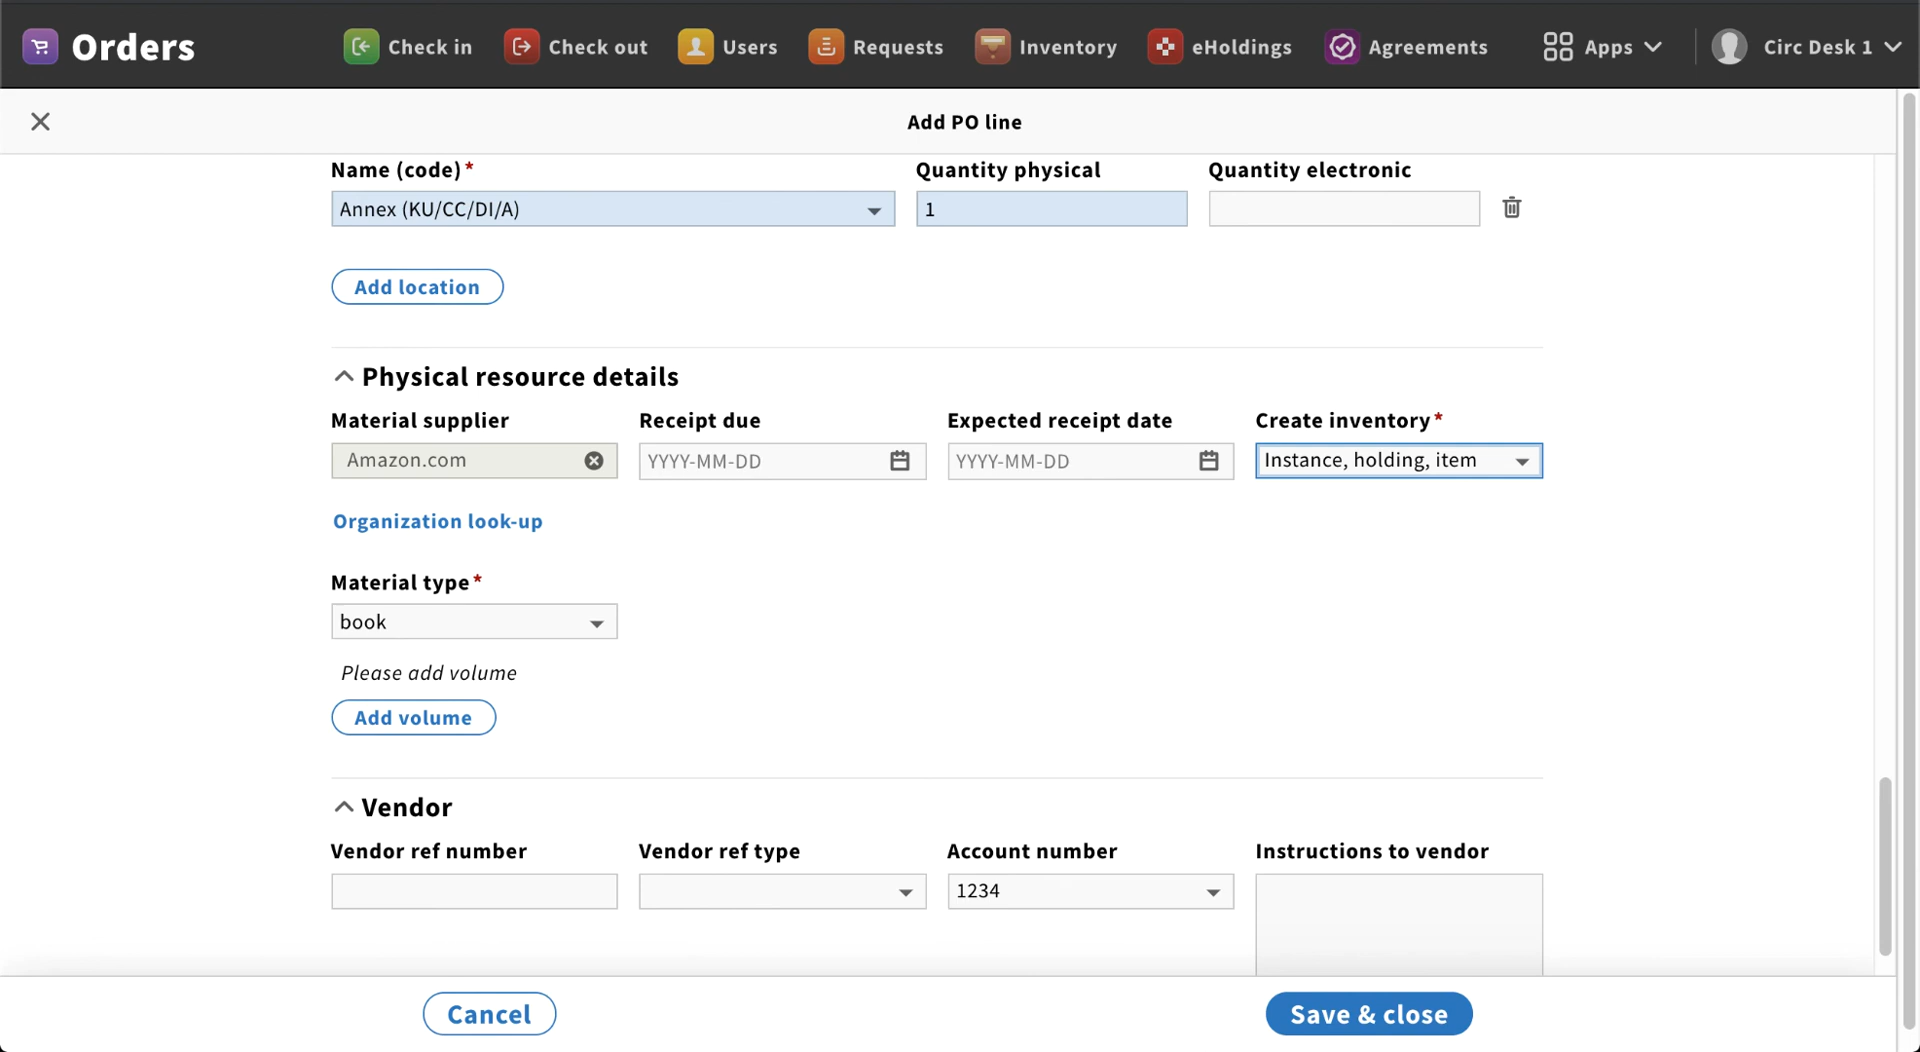 Orders Check in Check out Users Requests Inventory eHoldings Agreements Apps Circ Desk 1
Add PO line
Name (code)* Quantity physical Quantity electronic
Annex (KU/CC/DI/A) 1
Add location
Physical resource details
Material supplier Receipt due Expected receipt date Create inventory*
Amazon.com YYYY-MM-DD YYYY-MM-DD Instance, holding, item
Organization look-up
Material type*
book
Please add volume
Add volume
Vendor
Vendor ref number Vendor ref type Account number Instructions to vendor
1234
Cancel Save & close